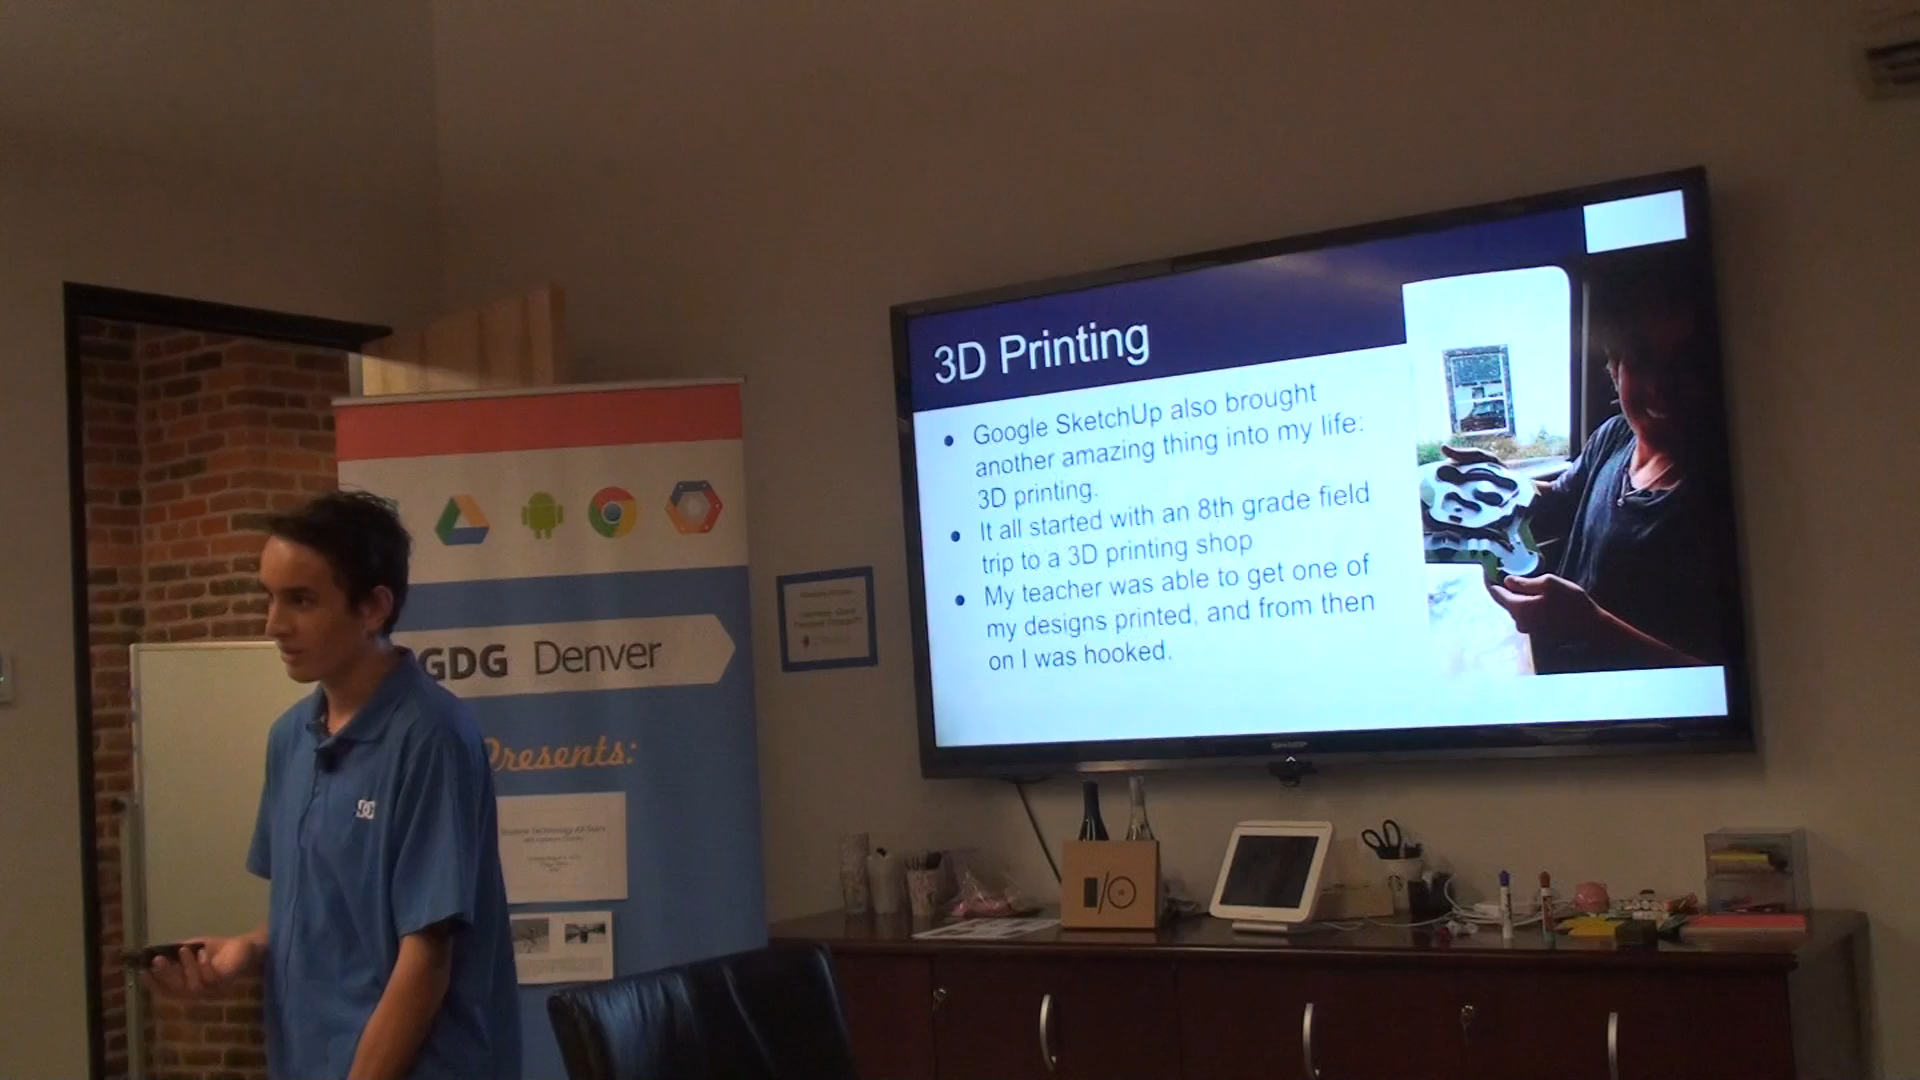 3D Printing
Google SketchUp also brought
another amazing thing into my life:
3D printing.
It all started with an 8th grade field
trip to a 3D printing shop
My teacher was able to get one of
my designs printed, and from then
on I was hooked.
GDG Denver
Presents:
SHARP
I/O
DC